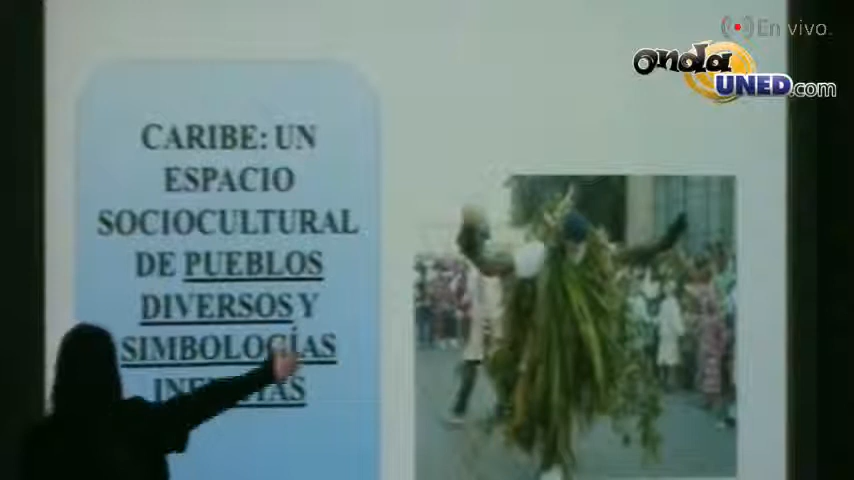 En vivo.
onda
UNED.com
CARIBE: UN
ESPACIO
SOCIOCULTURAL
DE PUEBLOS
DIVERSOS Y
SIMBOLOGÍAS